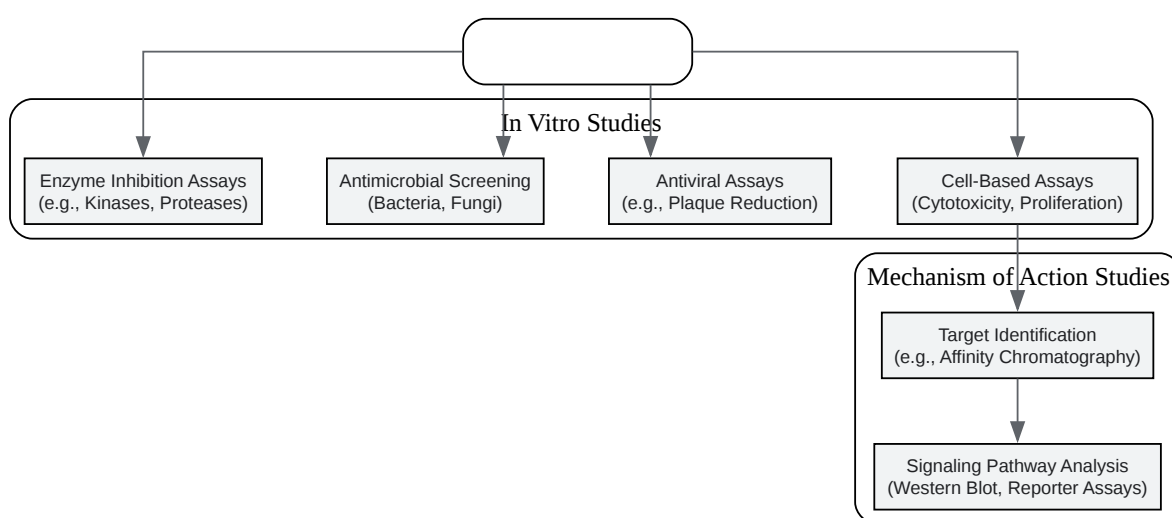 In Vitro Studies
Enzyme Inhibition Assays
(e.g., Kinases, Proteases)
Antimicrobial Screening
(Bacteria, Fungi)
Antiviral Assays
(e.g., Plaque Reduction)
Cell-Based Assays
(Cytotoxicity, Proliferation)
Mechanism of Action Studies
Target Identification
(e.g., Affinity Chromatography)
Signaling Pathway Analysis
(Western Blot, Reporter Assays)